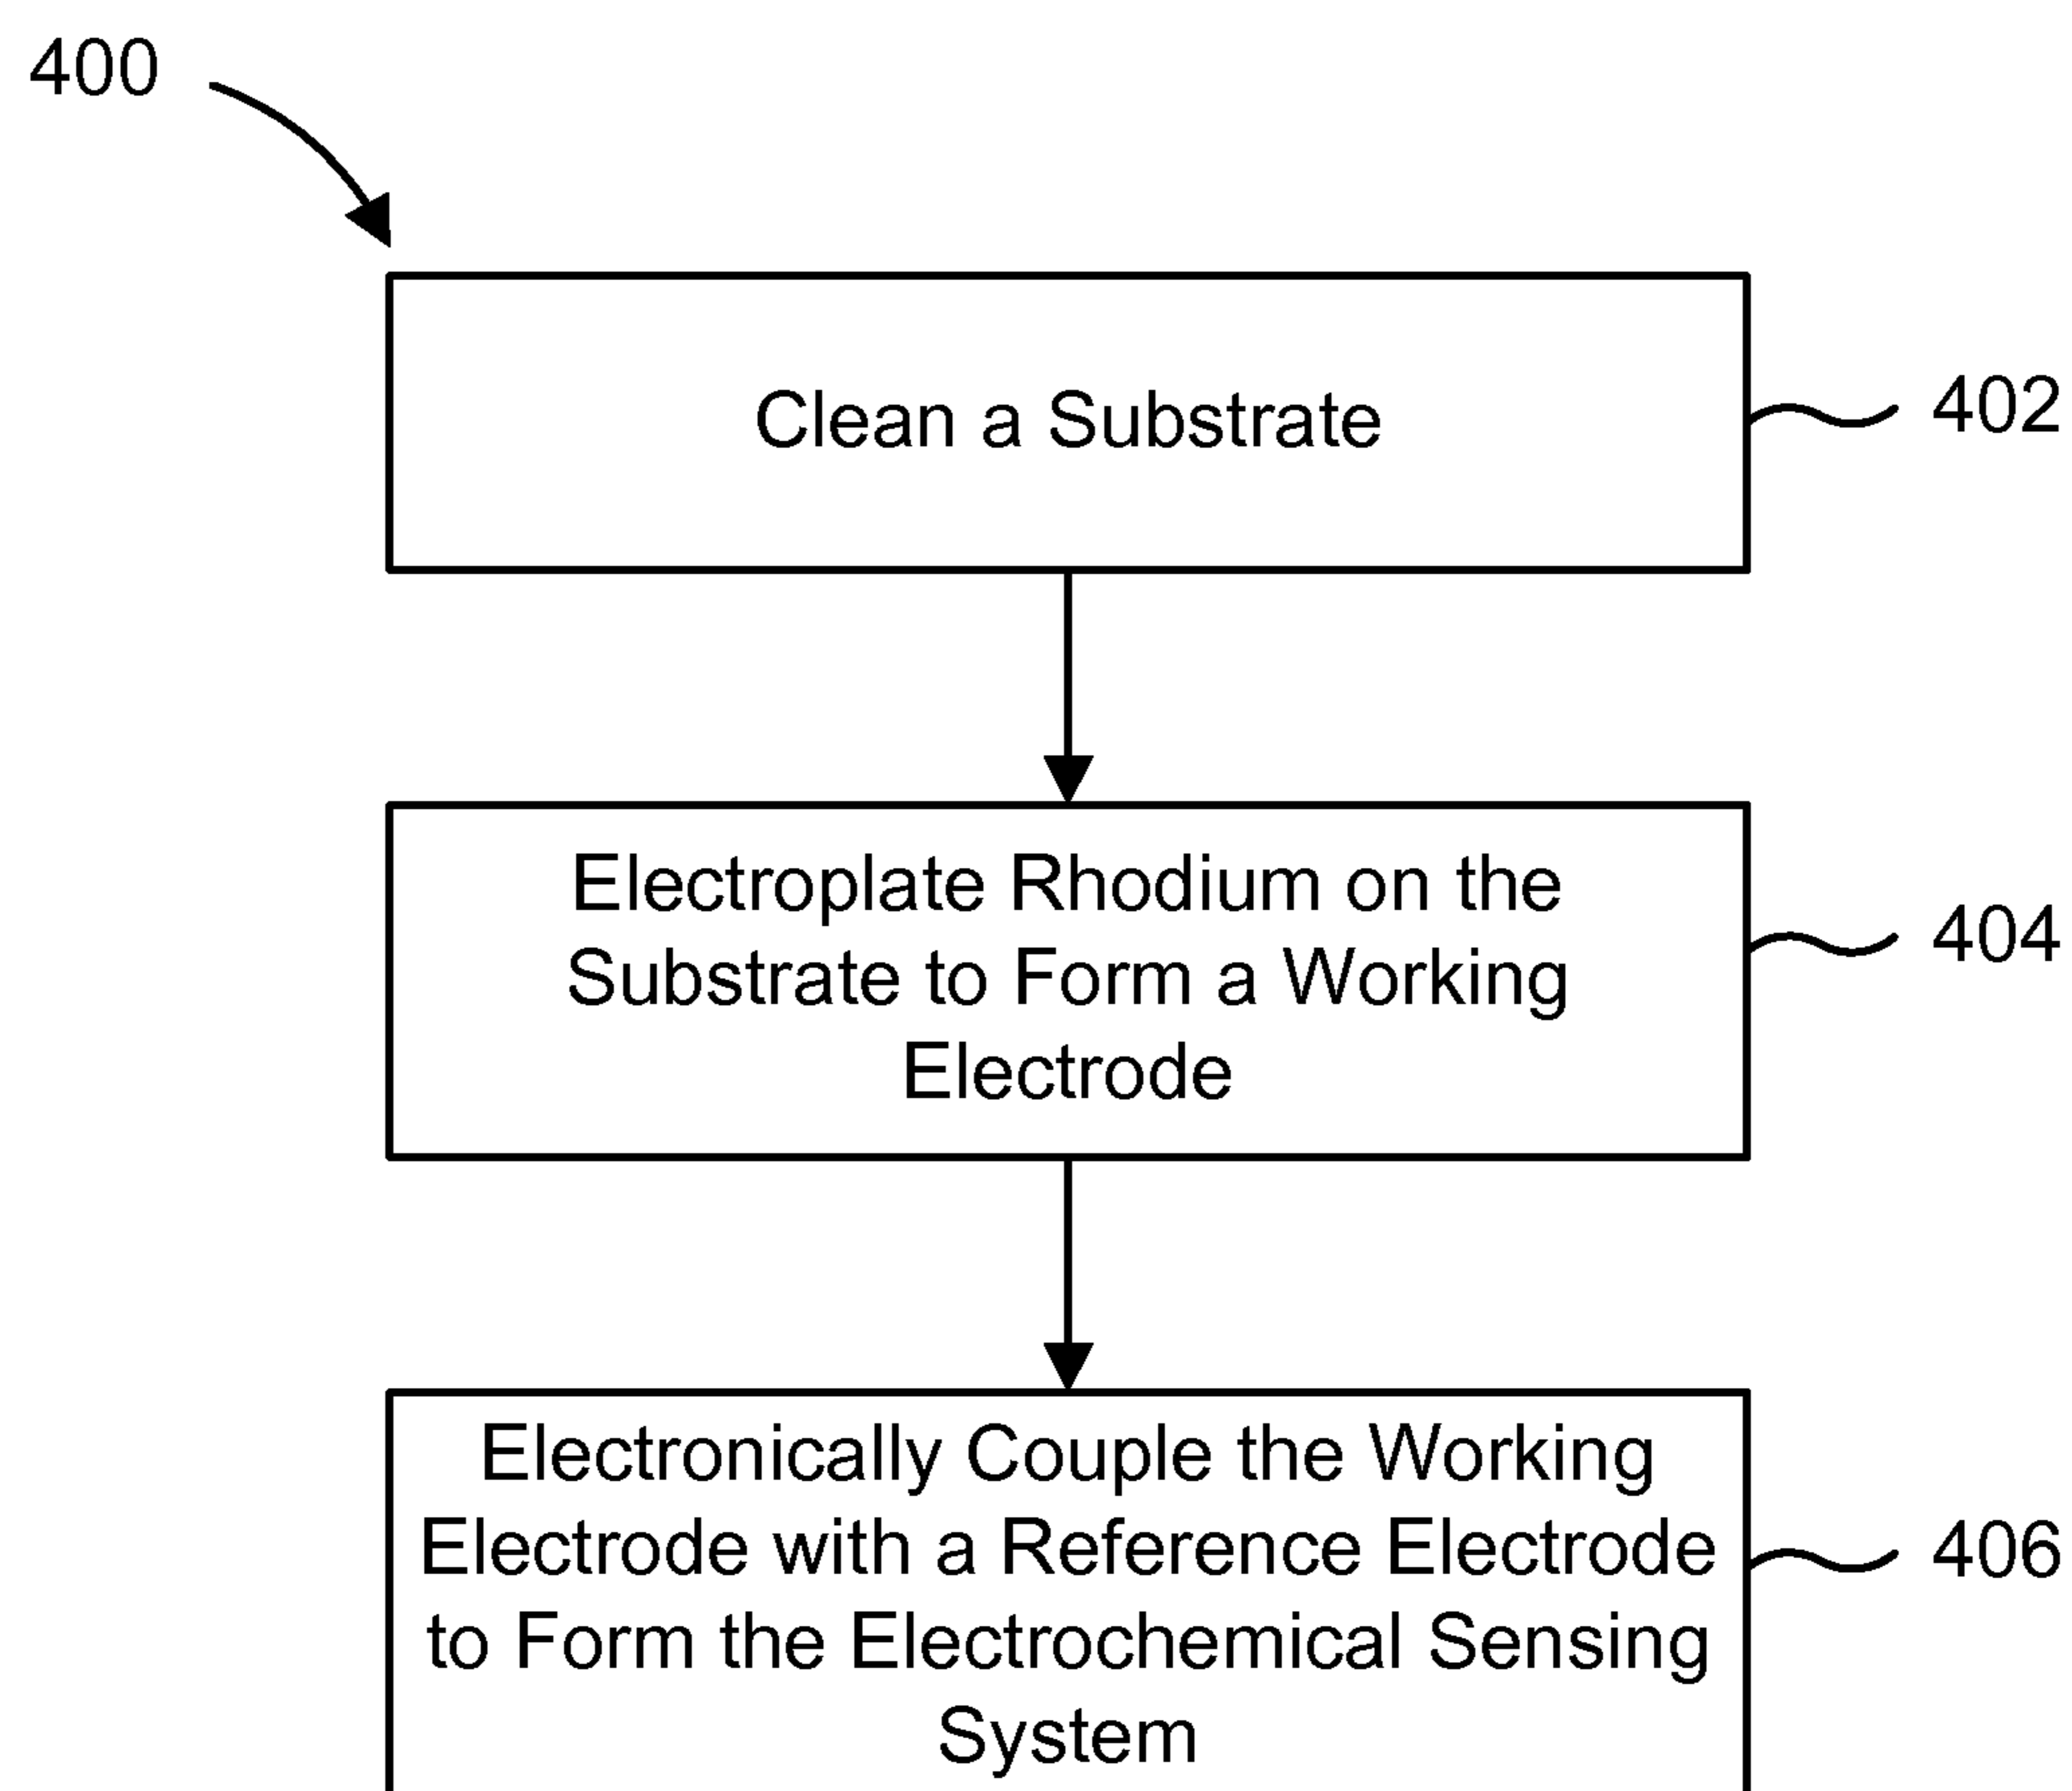 400
Clean a Substrate
402
Electroplate Rhodium on the
Substrate to Form a Working
Electrode
404
Electronically Couple the Working
Electrode with a Reference Electrode
to Form the Electrochemical Sensing
System
406